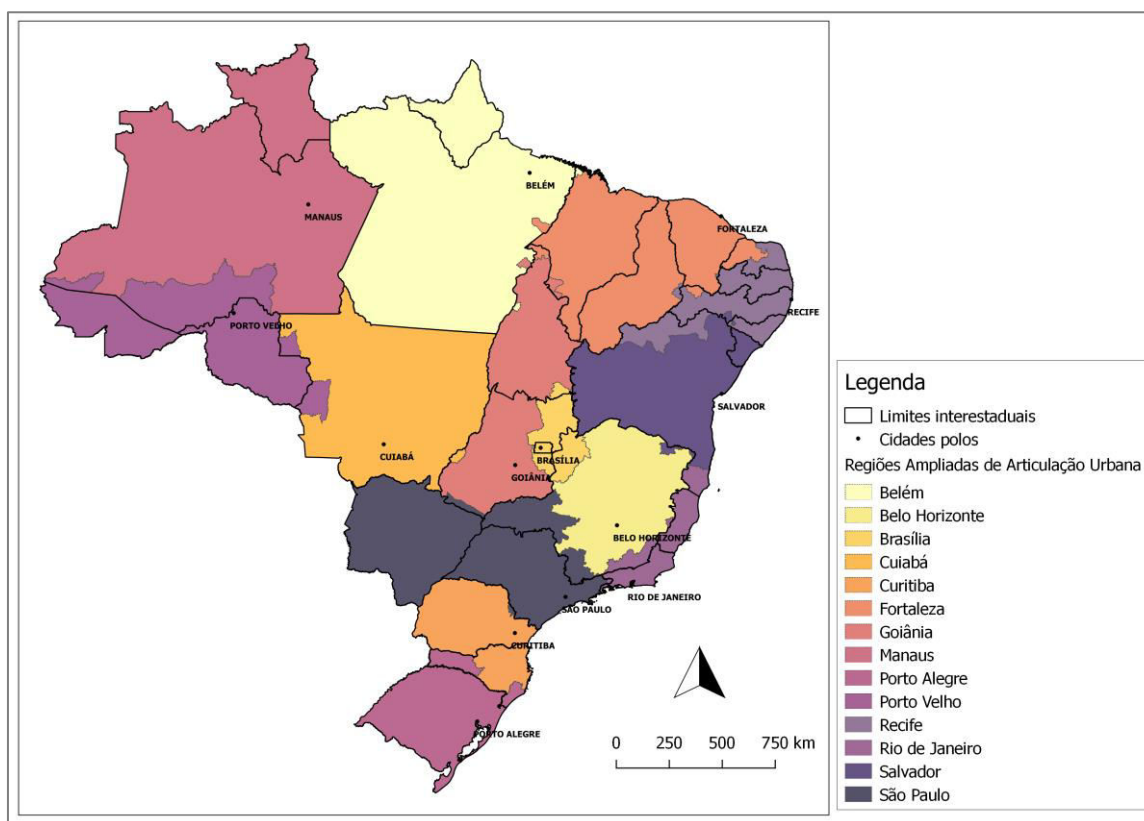 BELÉM
MANAUS
FORTALEZA
RECIFE
PORTO VELHO
SALVADOR
CUIABÁ
BRASÍLIA
GOIÂNIA
BELO HORIZONTE
RIO DE JANEIRO
SÃO PAULO
CURITIBA
PORTO ALEGRE
0 250 500 750 km
Legenda
Limites interestaduais
Cidades polos
Regiões Ampliadas de Articulação Urbana
Belém
Belo Horizonte
Brasília
Cuiabá
Curitiba
Fortaleza
Goiânia
Manaus
Porto Alegre
Porto Velho
Recife
Rio de Janeiro
Salvador
São Paulo